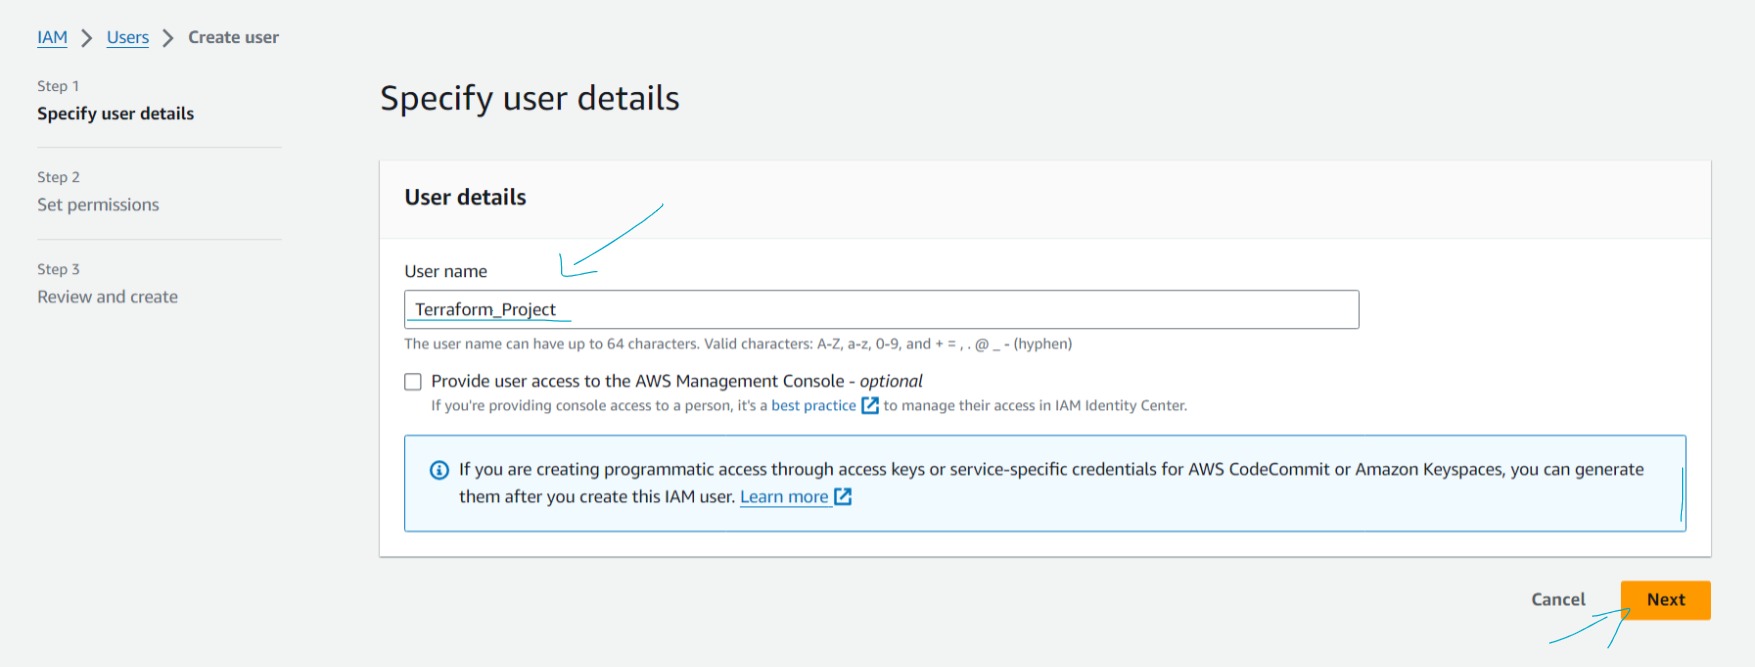 IAM > Users > Create user
Step 1
Specify user details
Step 2
Set permissions
Step 3
Review and create
Specify user details
User details
User name
Terraform_Project
The user name can have up to 64 characters. Valid characters: A-Z, a-z, 0-9, and + = , . @ _ - (hyphen)
Provide user access to the AWS Management Console - optional
If you're providing console access to a person, it's a best practice to manage their access in IAM Identity Center.
If you are creating programmatic access through access keys or service-specific credentials for AWS CodeCommit or Amazon Keyspaces, you can generate
them after you create this IAM user. Learn more
Cancel
Next